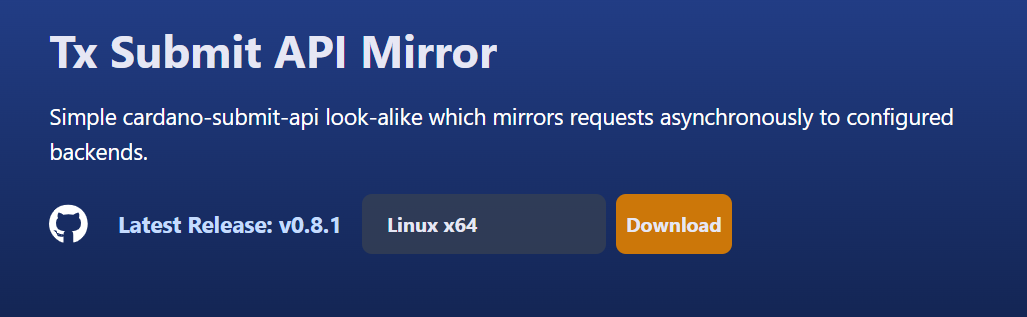 Tx Submit API Mirror
Simple cardano-submit-api look-alike which mirrors requests asynchronously to configured
backends.
Latest Release: v0.8.1 Linux x64 Download